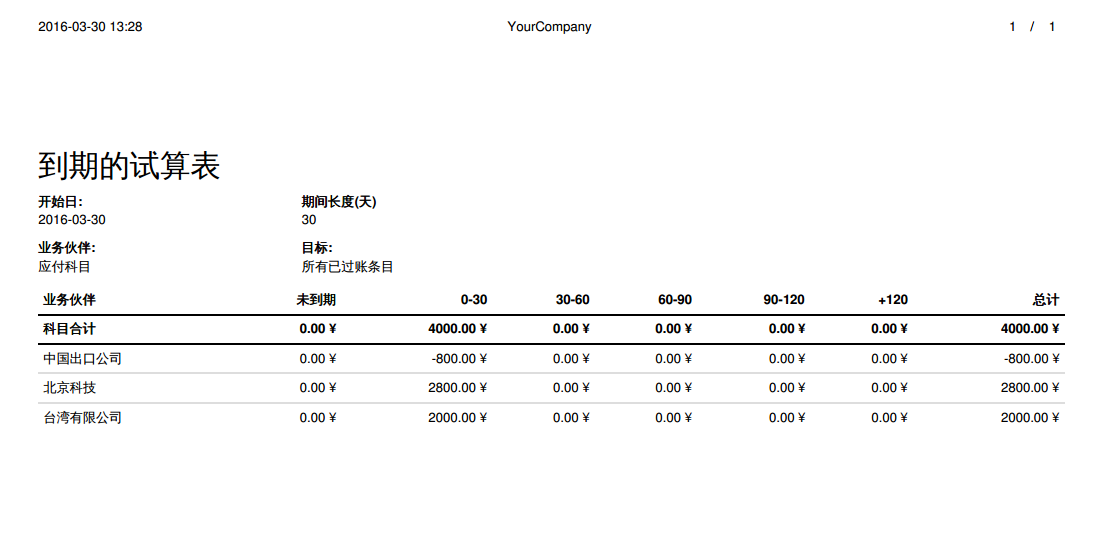 2016-03-30 13:28 YourCompany 1 / 1
到期的试算表
开始日: 期间长度(天)
2016-03-30 30
业务伙伴: 目标:
应付科目 所有已过账条目
业务伙伴 未到期 0-30 30-60 60-90 90-120 +120 总计
科目合计 0.00 ¥ 4000.00 ¥ 0.00 ¥ 0.00 ¥ 0.00 ¥ 0.00 ¥ 4000.00 ¥
中国出口公司 0.00 ¥ -800.00 ¥ 0.00 ¥ 0.00 ¥ 0.00 ¥ 0.00 ¥ -800.00 ¥
北京科技 0.00 ¥ 2800.00 ¥ 0.00 ¥ 0.00 ¥ 0.00 ¥ 0.00 ¥ 2800.00 ¥
台湾有限公司 0.00 ¥ 2000.00 ¥ 0.00 ¥ 0.00 ¥ 0.00 ¥ 0.00 ¥ 2000.00 ¥